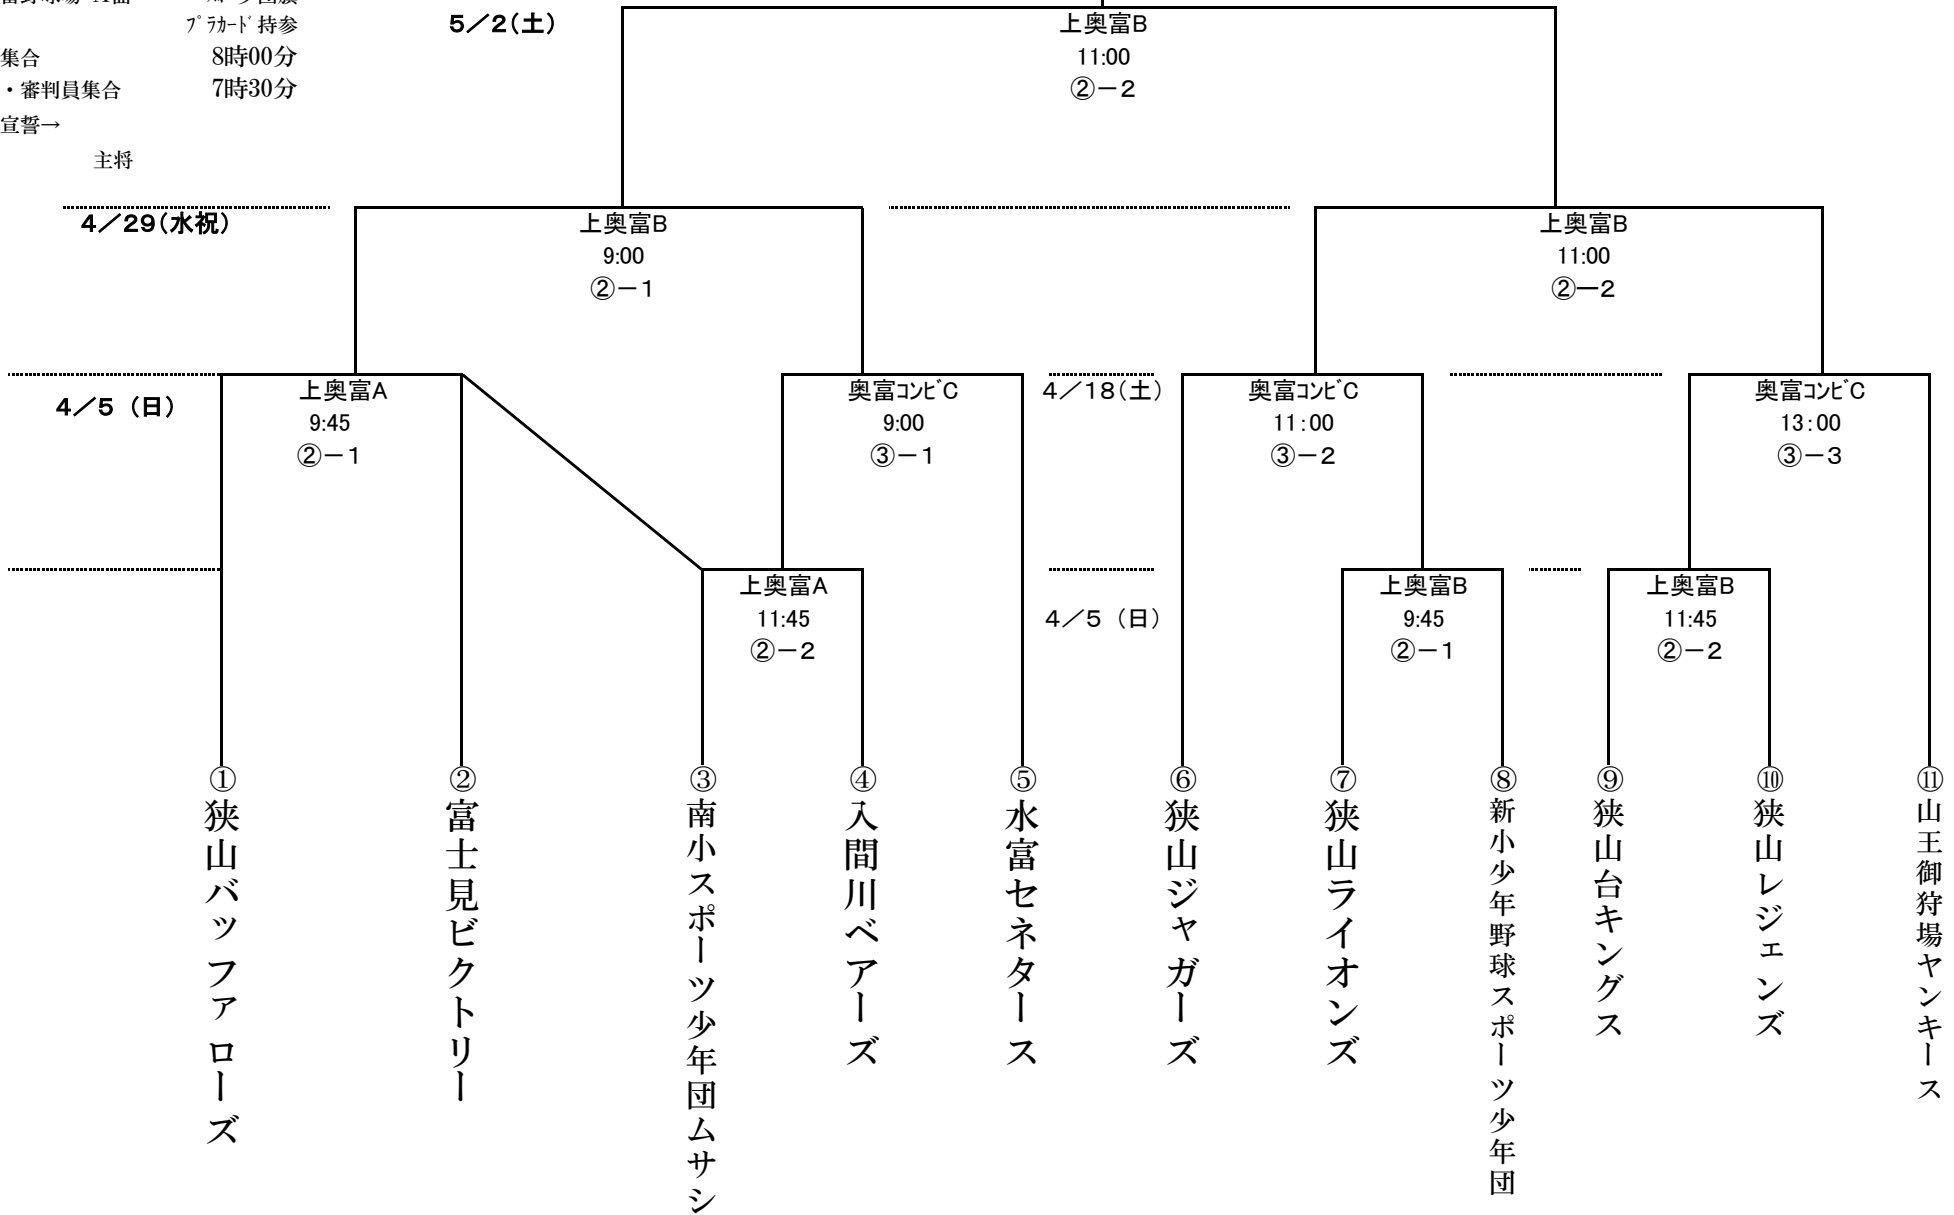 プラカード持参
5／2(土)
上奥富B
11:00
②－2
集合 8時00分
・審判員集合 7時30分
宣誓→
主将
4／29(水祝)
上奥富B
9:00
②－1
上奥富B
11:00
②－2
4／5（日）
上奥富A
9:45
②－1
奥富コンビC
9:00
③－1
4／18(土)
奥富コンビC
11:00
③－2
奥富コンビC
13:00
③－3
上奥富A
11:45
②－2
4／5（日）
上奥富B
9:45
②－1
上奥富B
11:45
②－2
①狭山バッファローズ
②富士見ビクトリー
③南小スポーツ少年団ムサシ
④入間川ベアーズ
⑤水富セネタース
⑥狭山ジャガーズ
⑦狭山ライオンズ
⑧新小少年野球スポーツ少年団
⑨狭山台キングス
⑩狭山レジェンズ
⑪山王御狩場ヤンキース